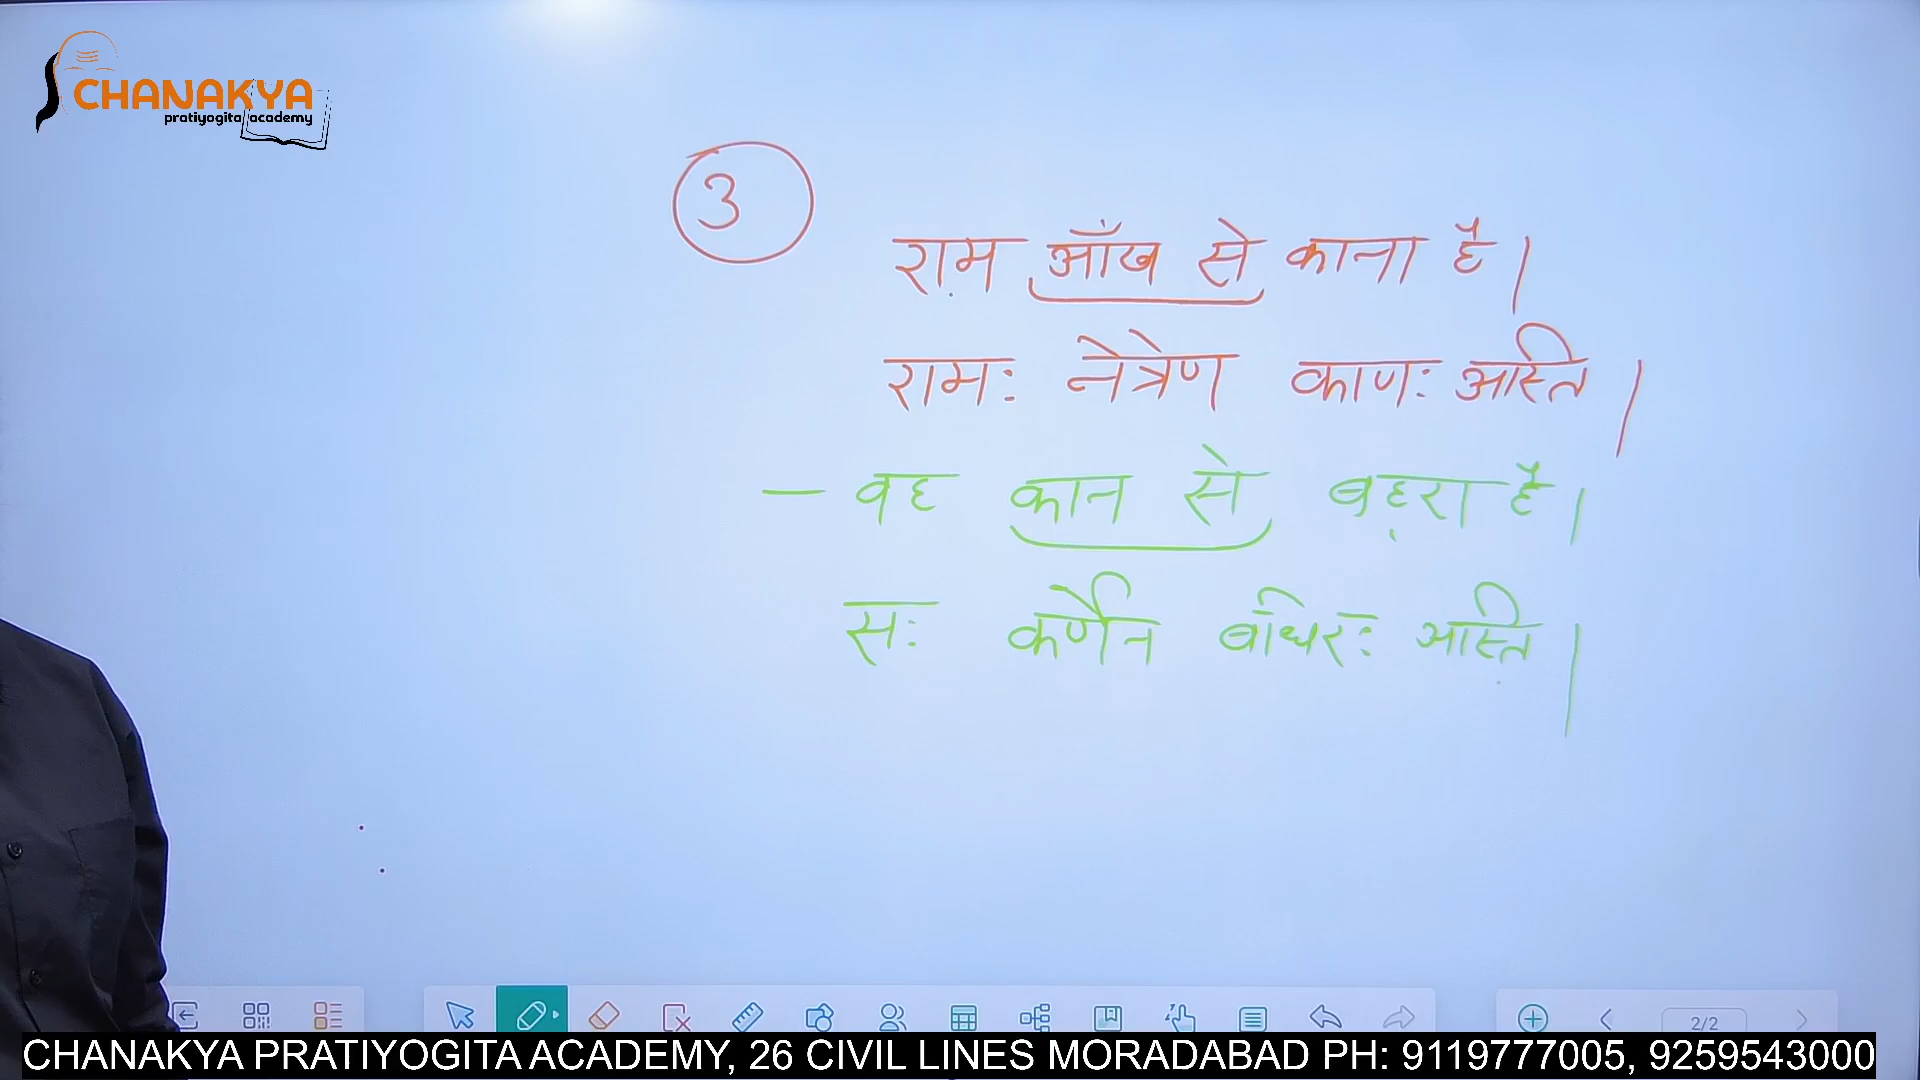 CHANAKYA
pratiyogita academy
3
राम आँख से काना है।
रामः नेत्रेण काणः अस्ति।
— वह कान से बहरा है।
सः कर्णेन बधिरः अस्ति।
2/2
CHANAKYA PRATIYOGITA ACADEMY, 26 CIVIL LINES MORADABAD PH: 9119777005, 9259543000